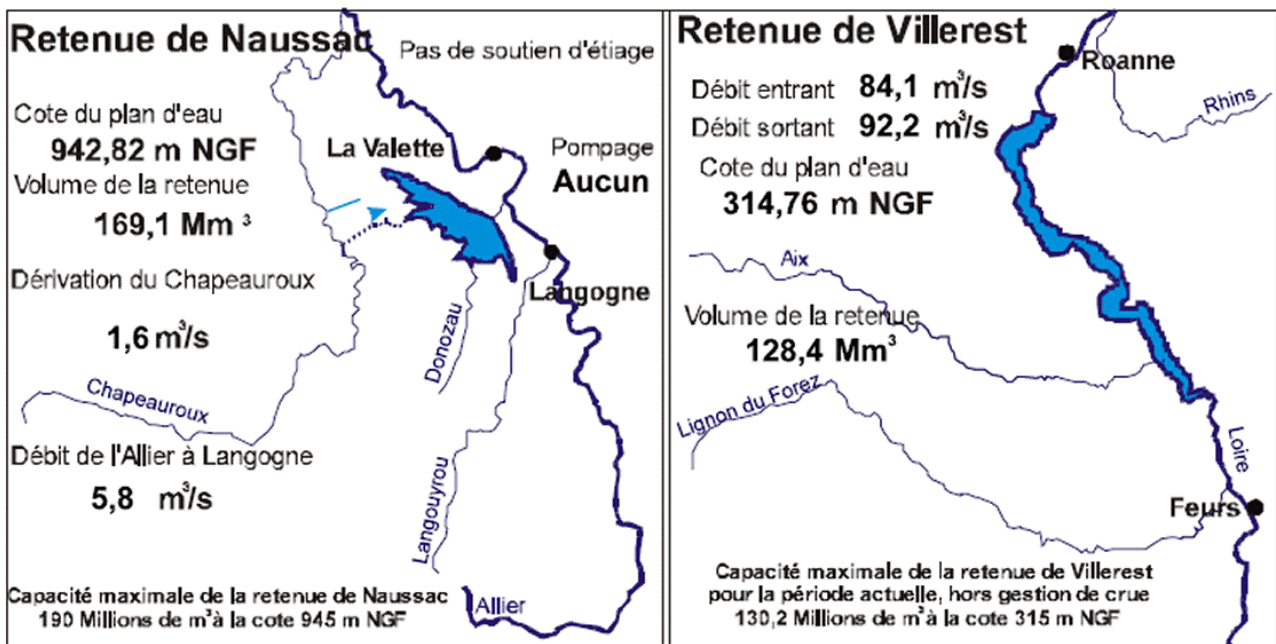 Retenue de Naussac
Pas de soutien d'étiage
Cote du plan d'eau
942,82 m NGF
La Valette
Pompage
Aucun
Volume de la retenue
169,1 Mm³
Dérivation du Chapeauroux
Langogne
1,6 m³/s
Donozau
Chapeauroux
Débit de l'Allier à Langogne
5,8 m³/s
Langouyrou
Capacité maximale de la retenue de Naussac
190 Millions de m³ à la cote 945 m NGF
Allier
Retenue de Villerest
Roanne
Débit entrant 84,1 m³/s
Rhins
Débit sortant 92,2 m³/s
Cote du plan d'eau
314,76 m NGF
Aix
Volume de la retenue
128,4 Mm³
Lignon du Forez
Loire
Feurs
Capacité maximale de la retenue de Villerest
pour la période actuelle, hors gestion de crue
130,2 Millions de m³ à la cote 315 m NGF